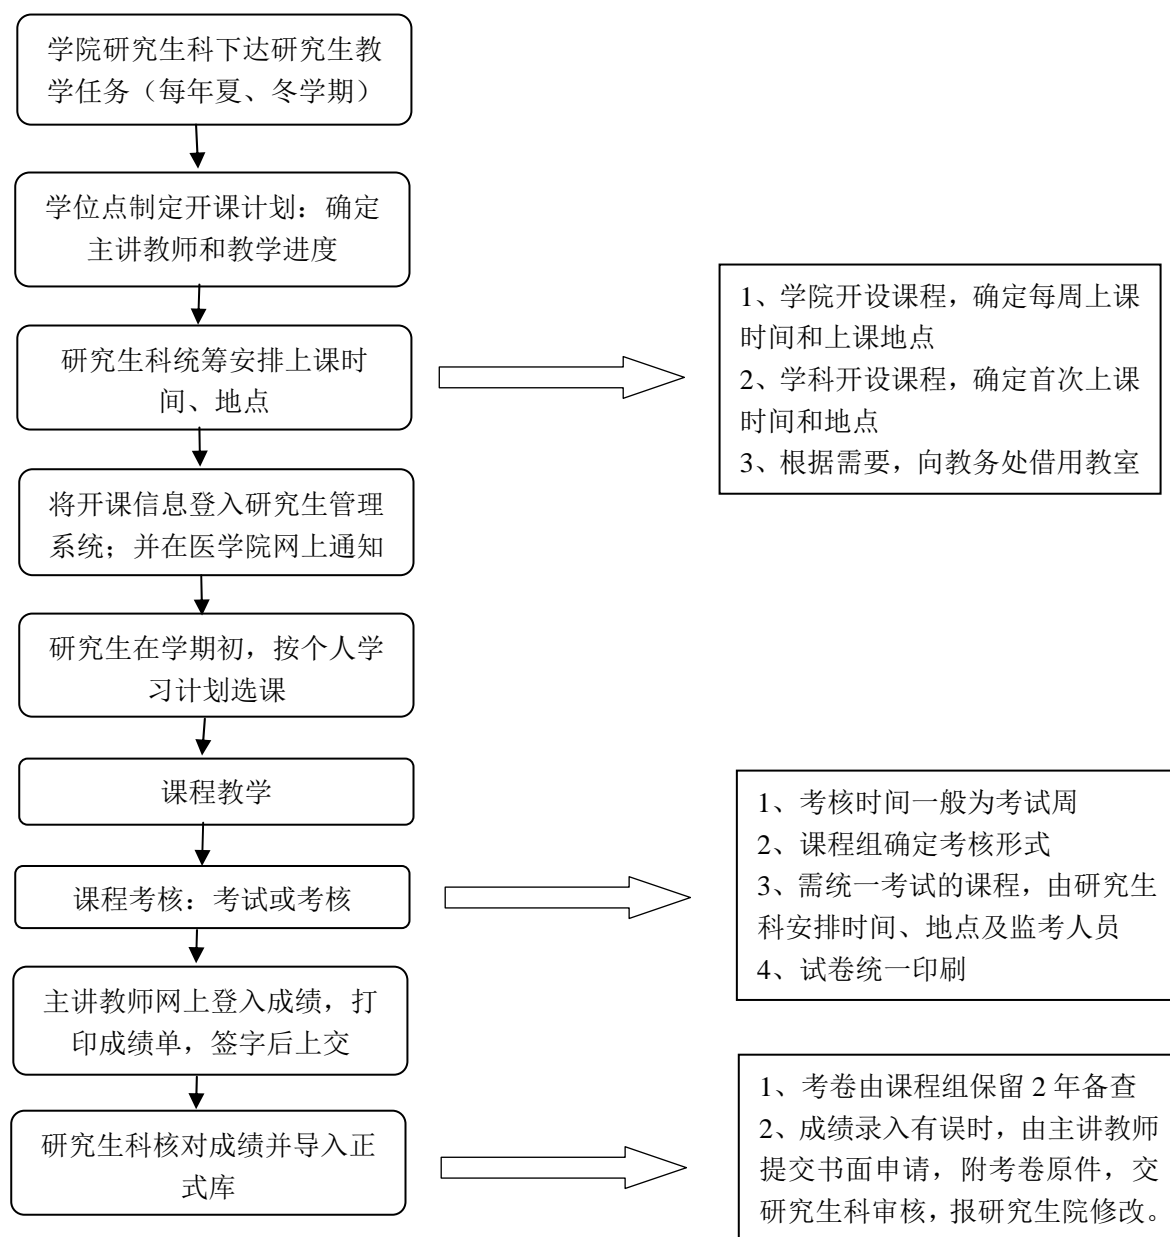 学院研究生科下达研究生教
学任务（每年夏、冬学期）
学位点制定开课计划：确定
主讲教师和教学进度
研究生科统筹安排上课时
间、地点
1、学院开设课程，确定每周上课
时间和上课地点
2、学科开设课程，确定首次上课
时间和地点
3、根据需要，向教务处借用教室
将开课信息登入研究生管理
系统；并在医学院网上通知
研究生在学期初，按个人学
习计划选课
课程教学
课程考核：考试或考核
1、考核时间一般为考试周
2、课程组确定考核形式
3、需统一考试的课程，由研究生
科安排时间、地点及监考人员
4、试卷统一印刷
主讲教师网上登入成绩，打
印成绩单，签字后上交
研究生科核对成绩并导入正
式库
1、考卷由课程组保留 2 年备查
2、成绩录入有误时，由主讲教师
提交书面申请，附考卷原件，交
研究生科审核，报研究生院修改。